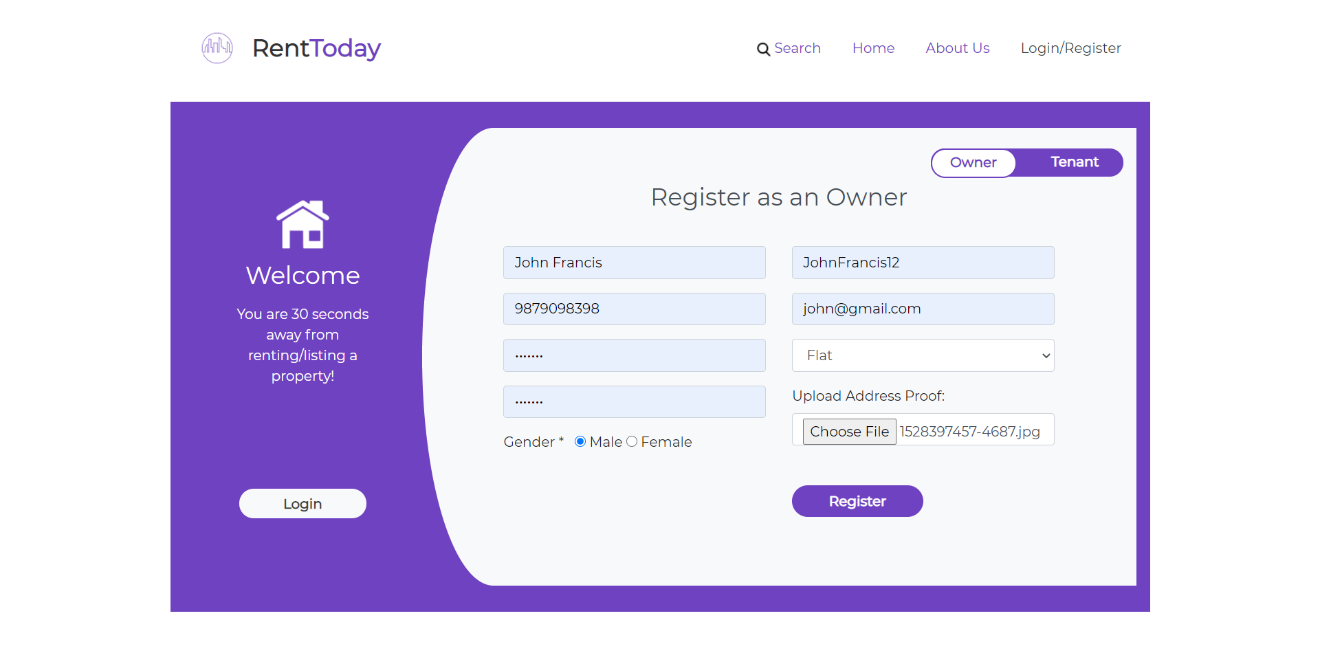 RentToday
Search Home About Us Login/Register
Owner Tenant
Register as an Owner
Welcome
You are 30 seconds
away from
renting/listing a
property!
Login
John Francis JohnFrancis12
9879098398 john@gmail.com
······· Flat
·······
Upload Address Proof:
Choose File 1528397457-4687.jpg
Gender * Male Female
Register